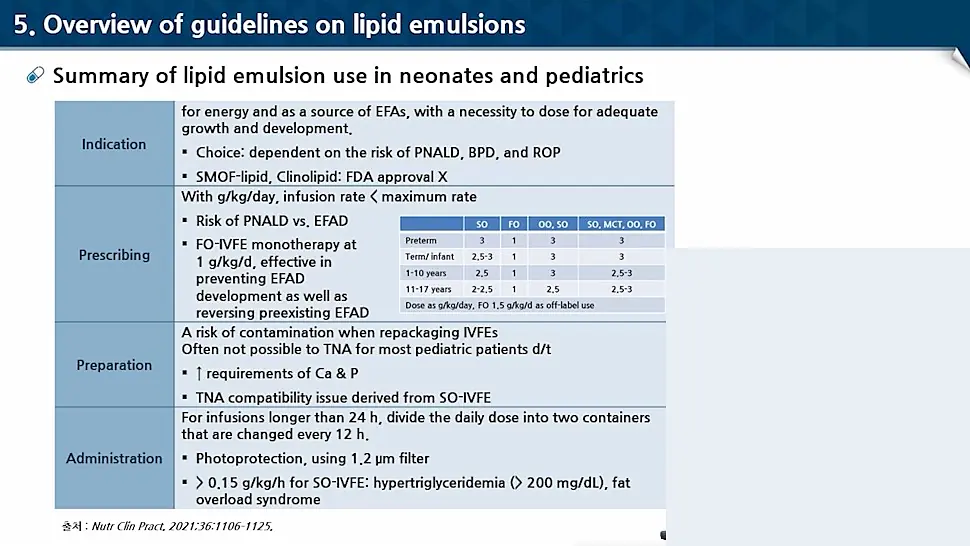 5. Overview of guidelines on lipid emulsions
Summary of lipid emulsion use in neonates and pediatrics
Indication
for energy and as a source of EFAs, with a necessity to dose for adequate
growth and development.
▪ Choice: dependent on the risk of PNALD, BPD, and ROP
▪ SMOF-lipid, Clinolipid: FDA approval X
Prescribing
With g/kg/day, infusion rate < maximum rate
▪ Risk of PNALD vs. EFAD
▪ FO-IVFE monotherapy at
1 g/kg/d, effective in
preventing EFAD
development as well as
reversing preexisting EFAD
SO FO OO, SO SO, MCT, OO, FO
Preterm 3 1 3 3
Term/ infant 2.5-3 1 3 3
1-10 years 2.5 1 3 2.5-3
11-17 years 2-2.5 1 2.5 2.5-3
Dose as g/kg/day, FO 1.5 g/kg/d as off-label use
Preparation
A risk of contamination when repackaging IVFEs
Often not possible to TNA for most pediatric patients d/t
▪ ↑ requirements of Ca & P
▪ TNA compatibility issue derived from SO-IVFE
Administration
For infusions longer than 24 h, divide the daily dose into two containers
that are changed every 12 h.
▪ Photoprotection, using 1.2 μm filter
▪ > 0.15 g/kg/h for SO-IVFE: hypertriglyceridemia (> 200 mg/dL), fat
overload syndrome
출처 : Nutr Clin Pract. 2021;36:1106-1125.